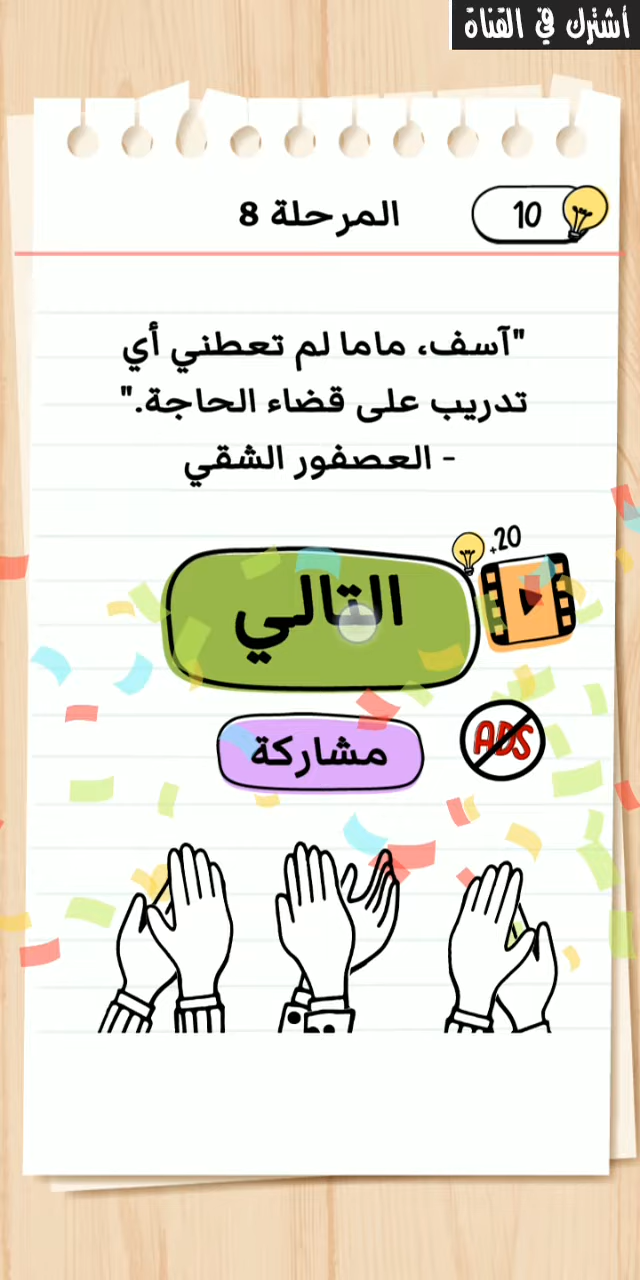 أشترك في القناة
المرحلة 8
10
"آسف، ماما لم تعطني أي
تدريب على قضاء الحاجة."
- العصفور الشقي
+20
التالي
مشاركة
ADS